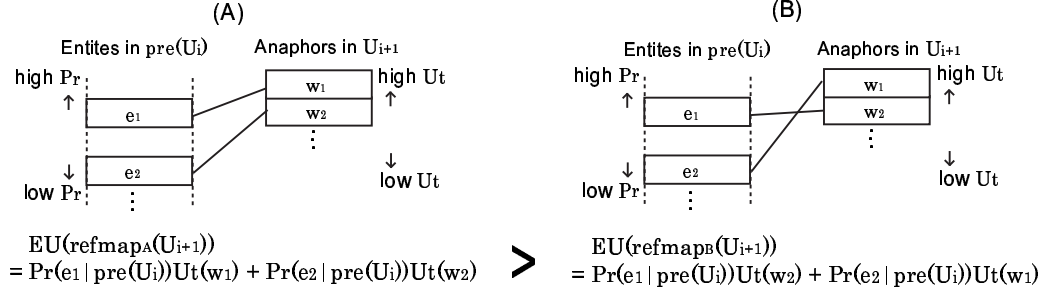 (A)
Entites in pre(Ui)
Anaphors in Ui+1
high Pr
↑
high Ut
↑
e1
w1
w2
⋮
e2
⋮
↓
low Pr
↓
low Ut
EU(refmapA(Ui+1))
= Pr(e1 | pre(Ui))Ut(w1) + Pr(e2 | pre(Ui))Ut(w2)
>
(B)
Entites in pre(Ui)
Anaphors in Ui+1
high Pr
↑
high Ut
↑
e1
w1
w2
⋮
e2
⋮
↓
low Pr
↓
low Ut
EU(refmapB(Ui+1))
= Pr(e1 | pre(Ui))Ut(w2) + Pr(e2 | pre(Ui))Ut(w1)